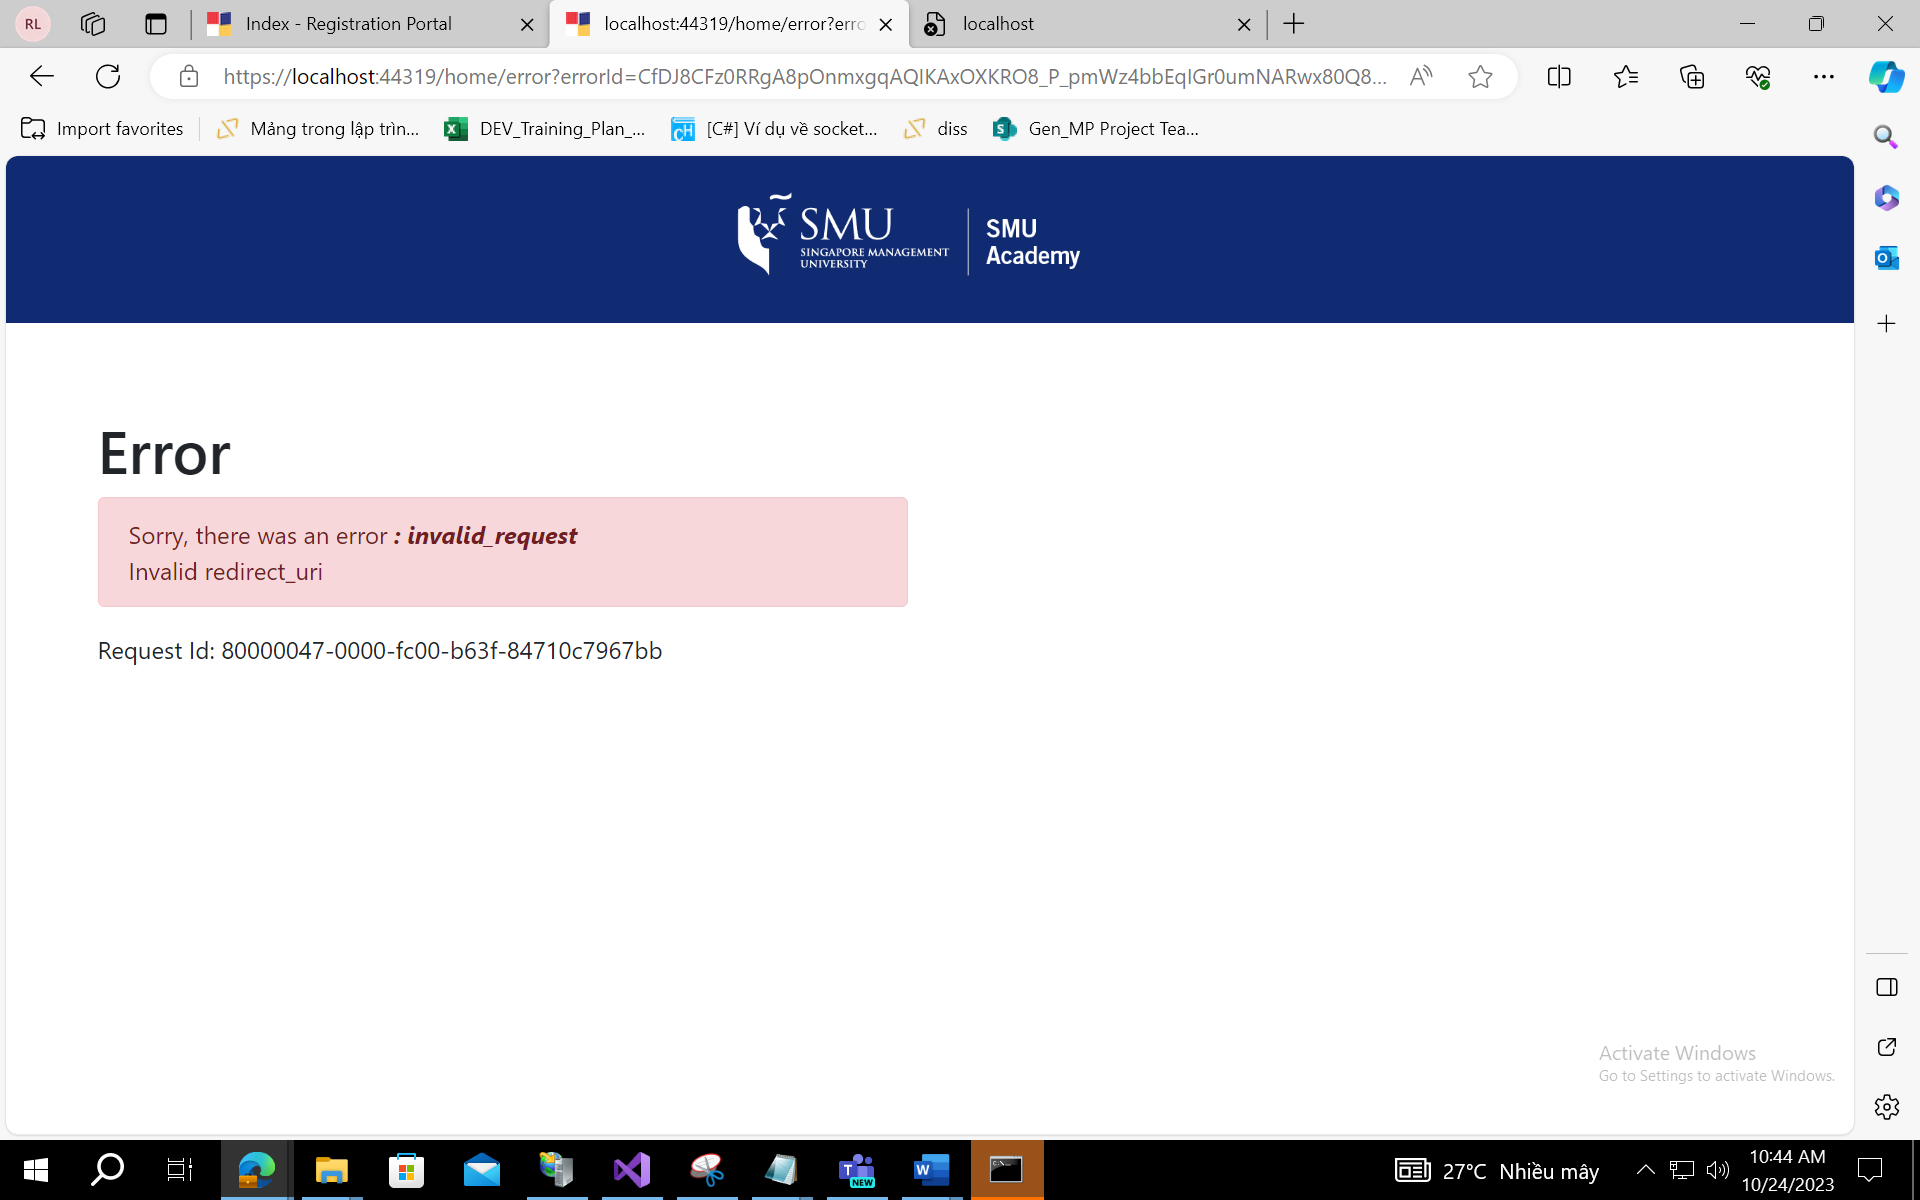 RL
Index - Registration Portal
localhost:44319/home/error?erro
localhost
https://localhost:44319/home/error?errorId=CfDJ8CFz0RRgA8pOnmxgqAQIKAxOXKRO8_P_pmWz4bbEqIGr0umNARwx80Q8...
Import favorites
Mảng trong lập trìn...
DEV_Training_Plan_...
[C#] Ví dụ về socket...
diss
Gen_MP Project Tea...
SMU
SINGAPORE MANAGEMENT
UNIVERSITY
SMU
Academy
Error
Sorry, there was an error : invalid_request
Invalid redirect_uri
Request Id: 80000047-0000-fc00-b63f-84710c7967bb
Activate Windows
Go to Settings to activate Windows.
NEW
27°C Nhiều mây
10:44 AM
10/24/2023